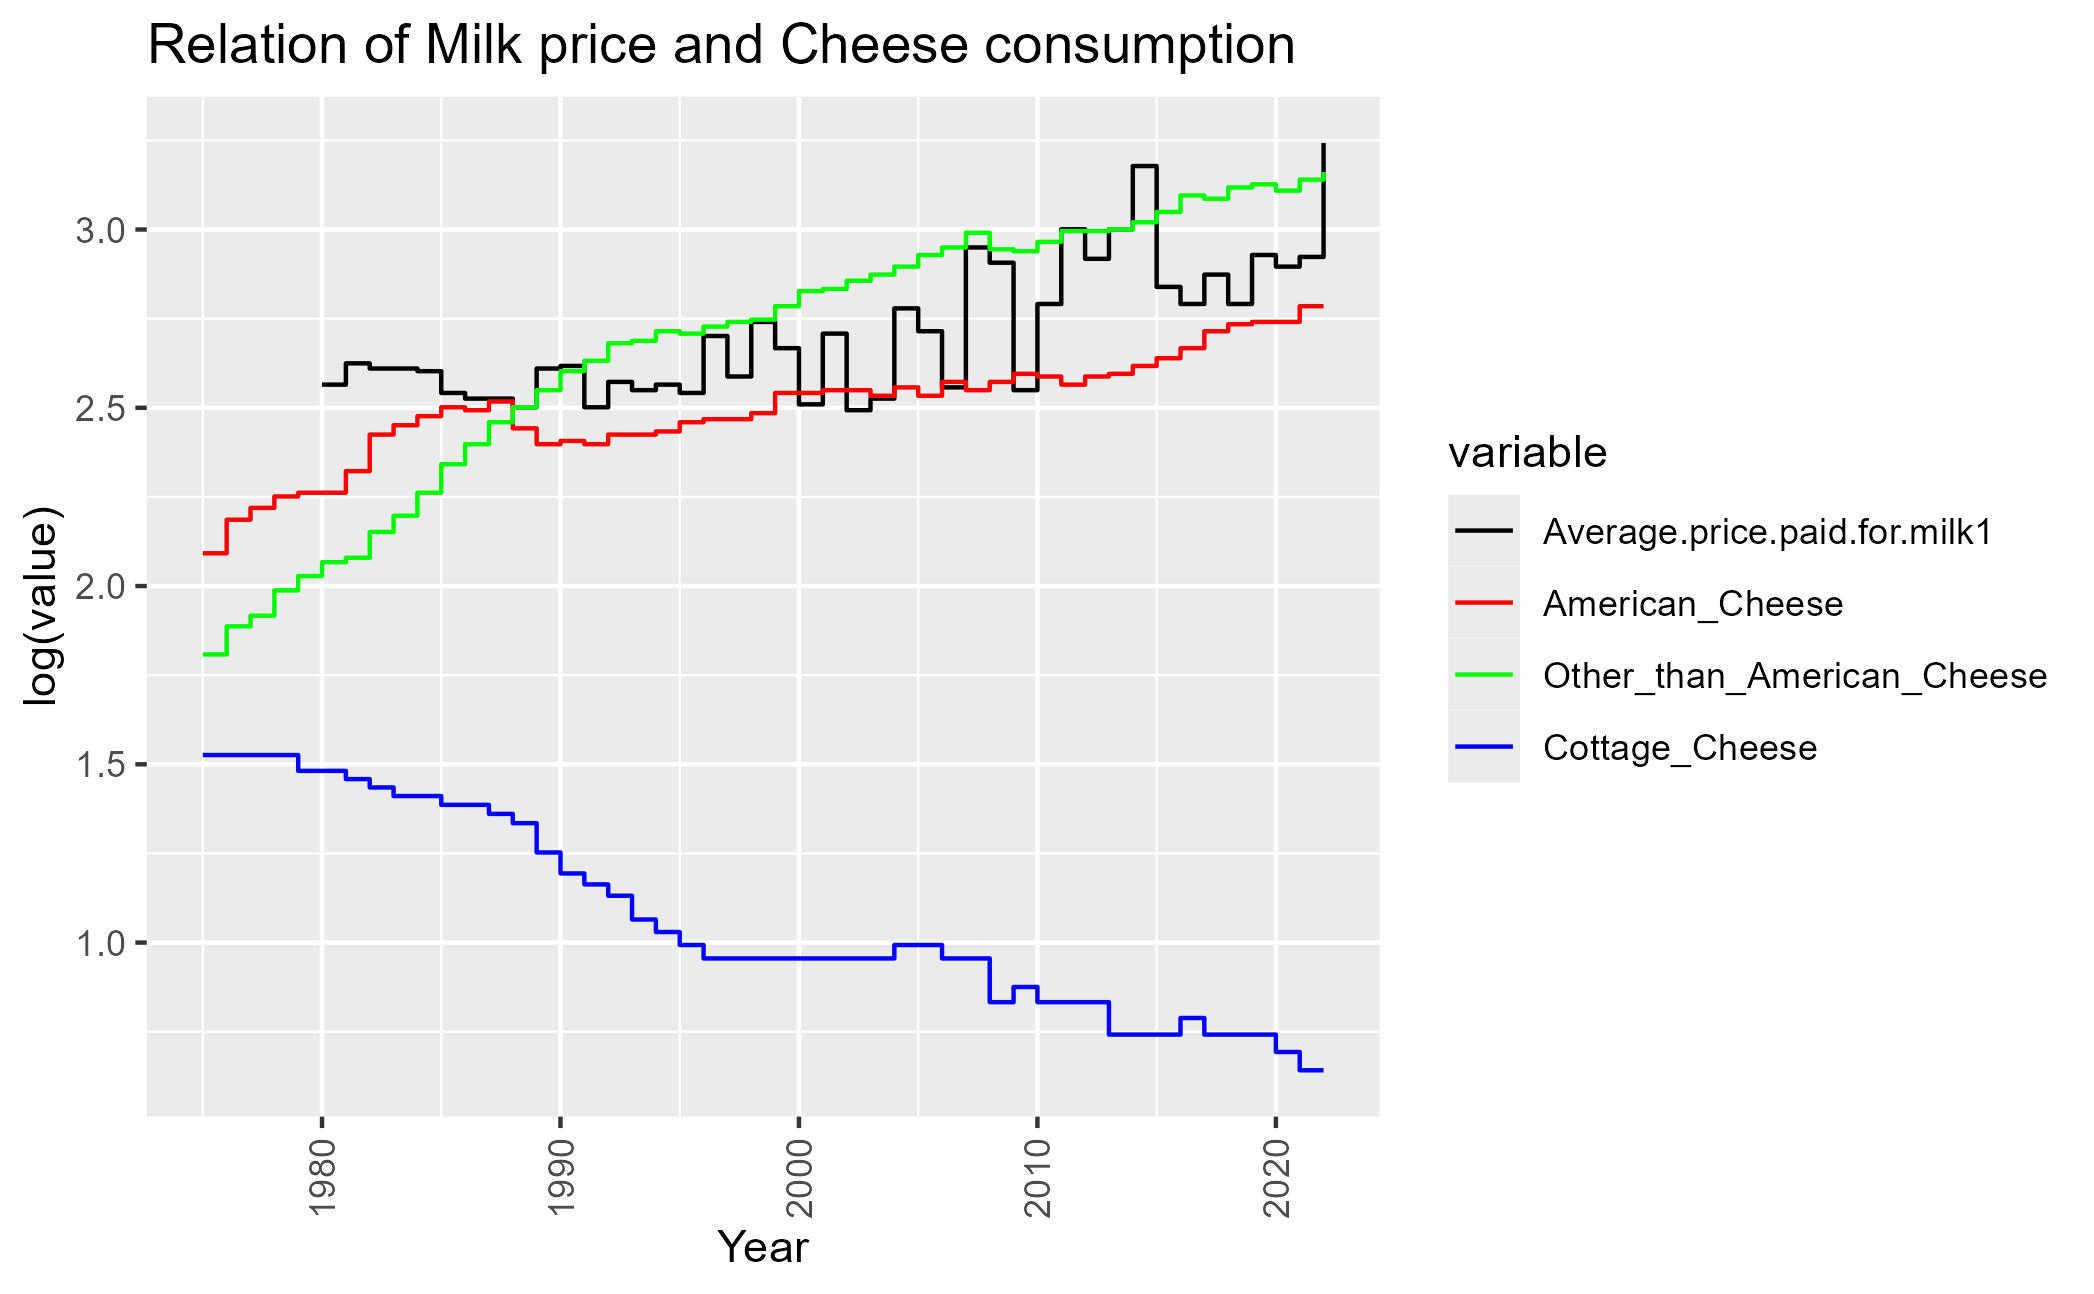 Relation of Milk price and Cheese consumption
log(value)
3.0
2.5
2.0
1.5
1.0
1980
1990
2000
2010
2020
Year
variable
Average.price.paid.for.milk1
American_Cheese
Other_than_American_Cheese
Cottage_Cheese